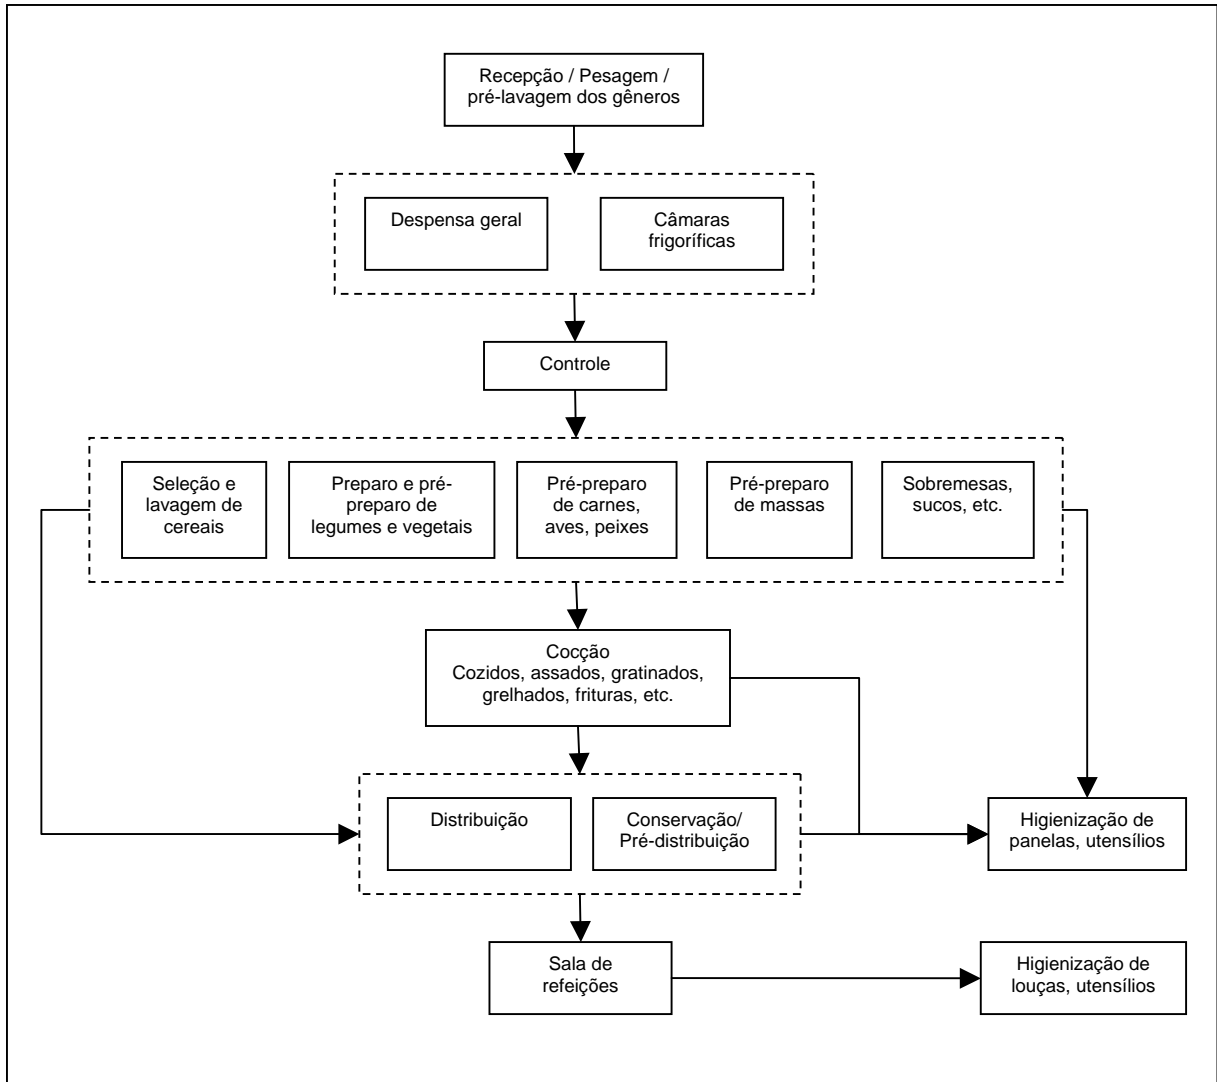 Recepção / Pesagem /
pré-lavagem dos gêneros
Despensa geral
Câmaras
frigoríficas
Controle
Seleção e
lavagem de
cereais
Preparo e pré-
preparo de
legumes e vegetais
Pré-preparo
de carnes,
aves, peixes
Pré-preparo
de massas
Sobremesas,
sucos, etc.
Cocção
Cozidos, assados, gratinados,
grelhados, frituras, etc.
Distribuição
Conservação/
Pré-distribuição
Higienização de
panelas, utensílios
Sala de
refeições
Higienização de
louças, utensílios